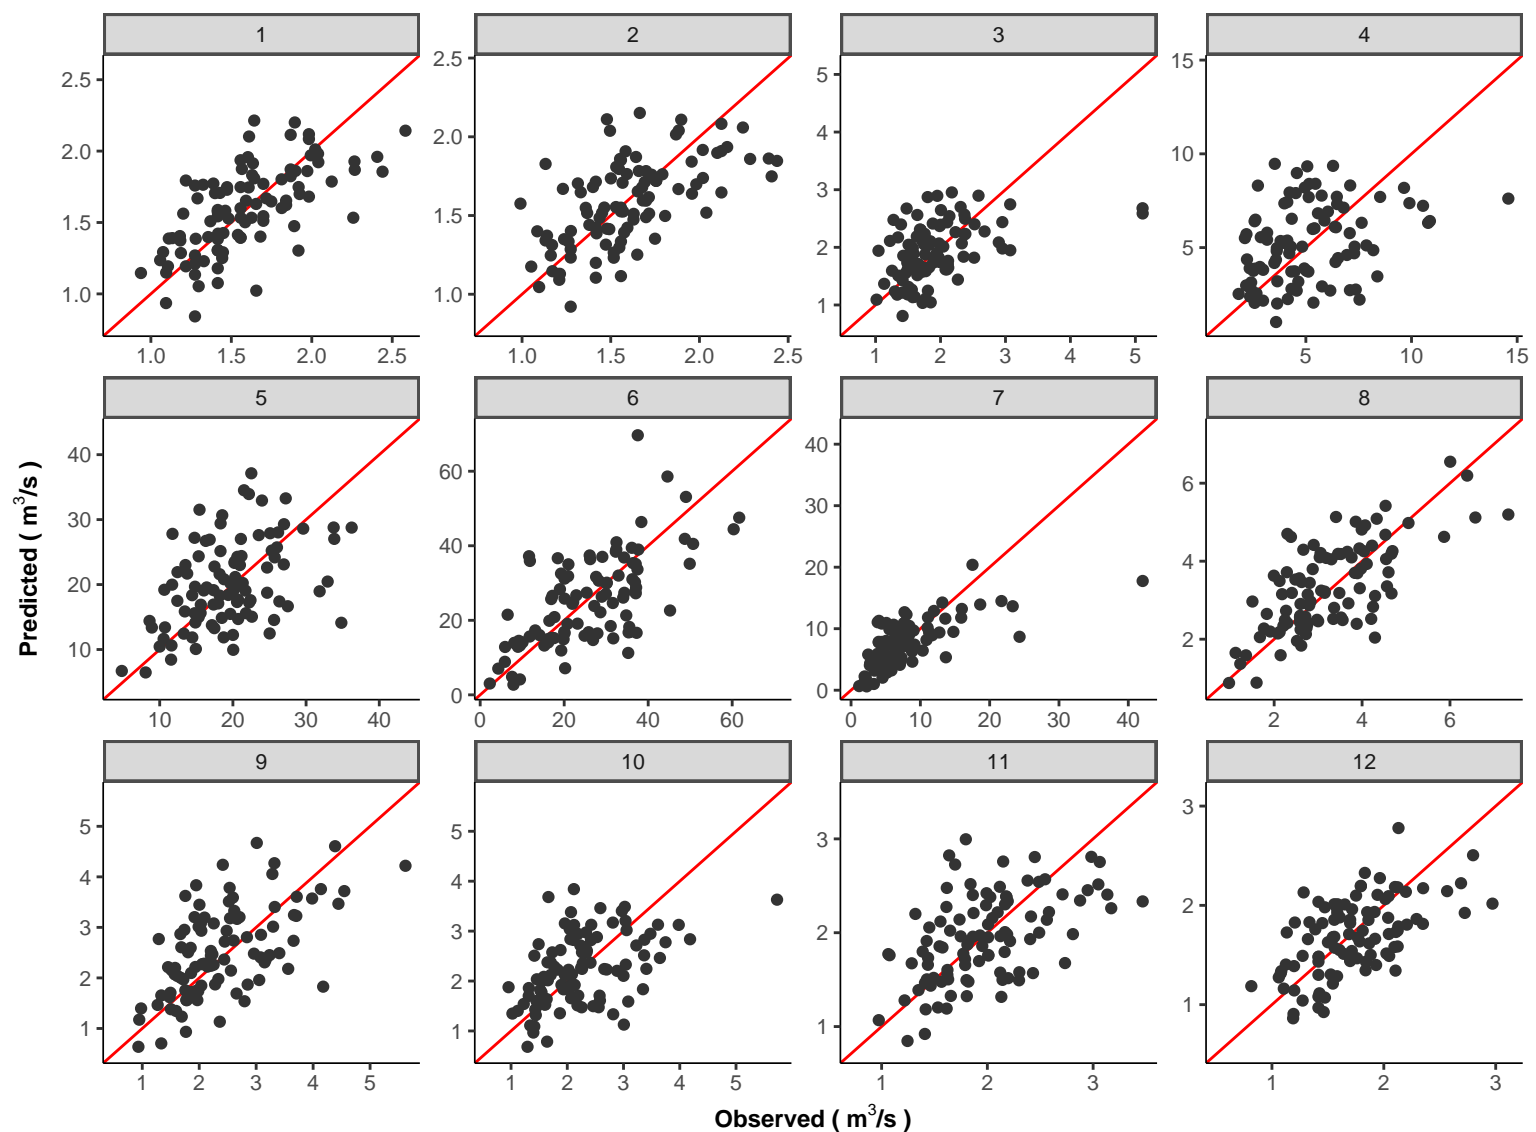 1 2 3 4
2.5 2.0 1.5 1.0
2.5 2.0 1.5 1.0
5 4 3 2 1
15 10 5
1.0 1.5 2.0 2.5
1.0 1.5 2.0 2.5
1 2 3 4 5
5 10 15
5 6 7 8
40 30 20 10
60 40 20 0
40 30 20 10 0
6 4 2
10 20 30 40
0 20 40 60
0 10 20 30 40
2 4 6
Predicted ( m³/s )
9 10 11 12
5 4 3 2 1
5 4 3 2 1
3 2 1
3 2 1
1 2 3 4 5
1 2 3 4 5
1 2 3
1 2 3
Observed ( m³/s )